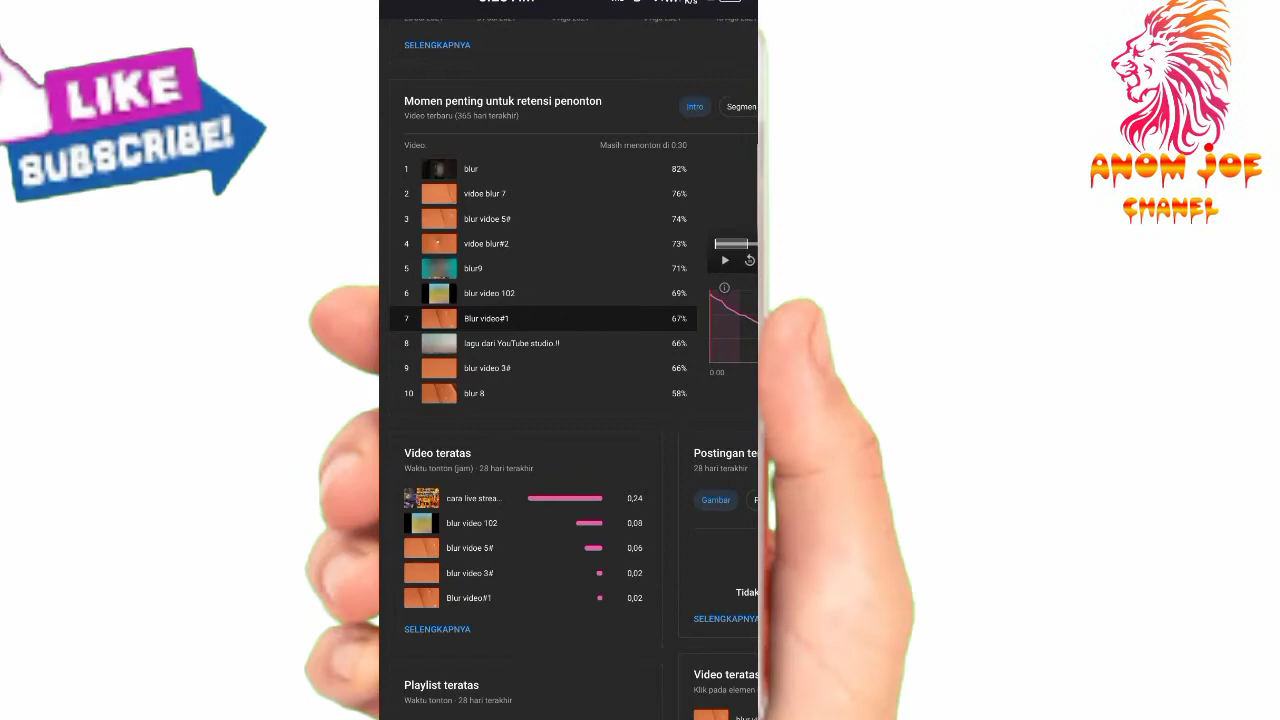 LIKE
SUBSCRIBE!
ANOM JOE
CHANEL
SELENGKAPNYA
Momen penting untuk retensi penonton
Video terbaru (365 hari terakhir)
Intro
Segmen
Video:
Masih menonton di 0.30
1 blur 82%
2 vidoe blur 7 76%
3 blur vidoe 5# 74%
4 vidoe blur#2 73%
5 blur9 71%
6 blur video 102 69%
7 Blur video#1 67%
8 lagu dari YouTube studio.!! 66%
9 blur video 3# 66%
10 blur 8 58%
0:00
Video teratas
Waktu tonton (jam) · 28 hari terakhir
cara live strea... 0,24
blur video 102 0,08
blur vidoe 5# 0,06
blur video 3# 0,02
Blur video#1 0,02
SELENGKAPNYA
Postingan te
28 hari terakhir
Gambar
Tidak
SELENGKAPNYA
Playlist teratas
Waktu tonton · 28 hari terakhir
Video teratas
Klik pada elemen